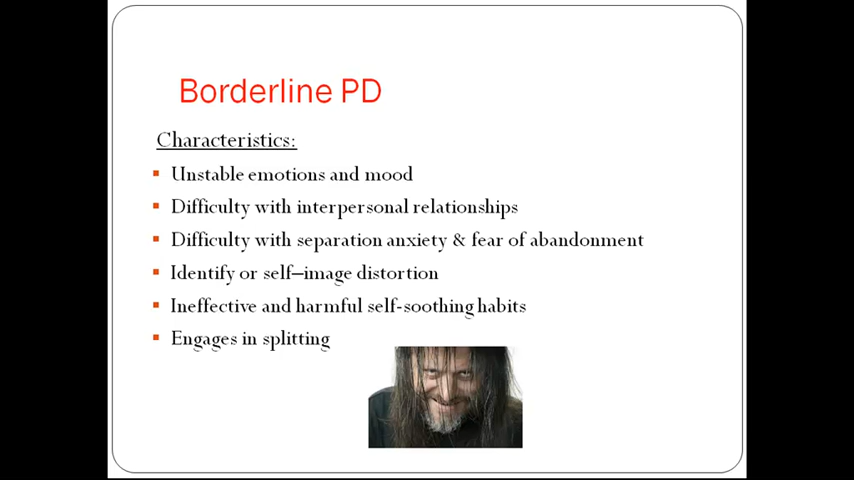 Borderline PD
Characteristics:
Unstable emotions and mood
Difficulty with interpersonal relationships
Difficulty with separation anxiety & fear of abandonment
Identify or self–image distortion
Ineffective and harmful self-soothing habits
Engages in splitting